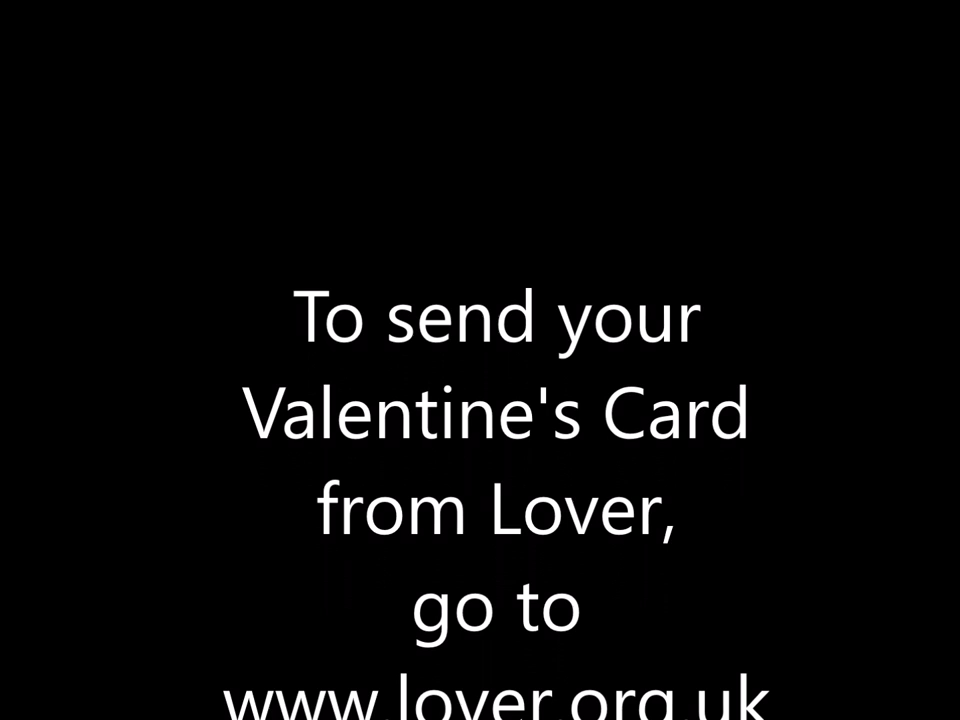 To send your
Valentine's Card
from Lover,
go to
www.lover.org.uk